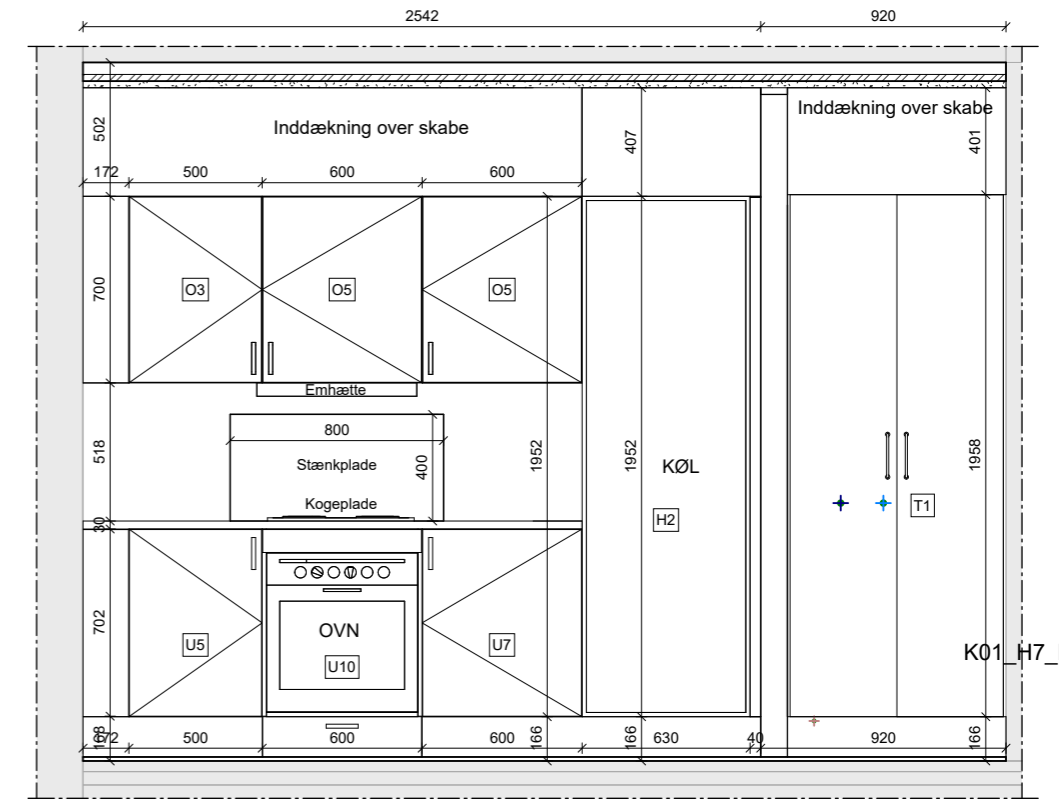 2542
920
Inddækning over skabe
Inddækning over skabe
502
407
401
172
500
600
600
O3
O5
O5
700
Emhætte
800
Stænkplade
400
Kogeplade
518
1952
1952
KØL
H2
1958
T1
30
702
U5
OVN
U10
U7
K01_H7_
172
500
600
600
166
166
630
40
920
166